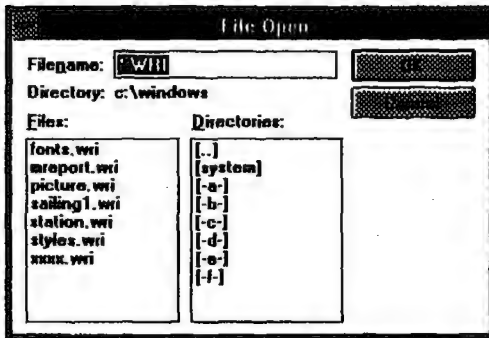 File Open
Filename: *.WRI
OK
Directory: c:\windows
Cancel
Files:
Directories:
fonts.wri
mreport.wri
picture.wri
sailing1.wri
station.wri
styles.wri
xxxx.wri
[..]
[system]
[-a-]
[-b-]
[-c-]
[-d-]
[-e-]
[-f-]